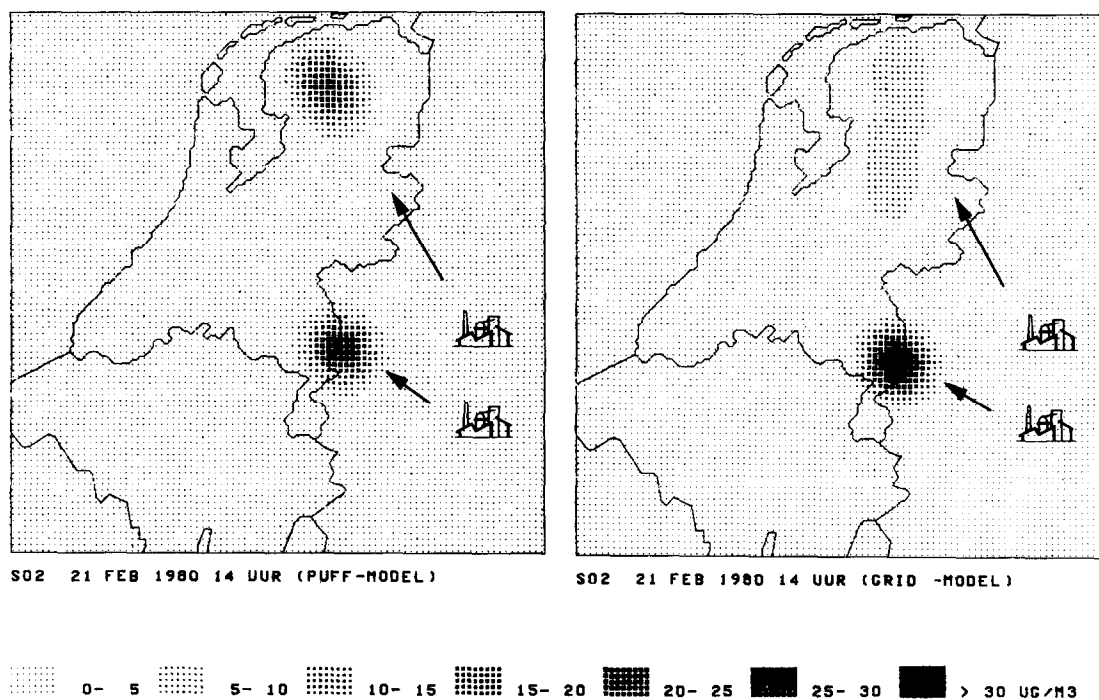 SO2 21 FEB 1980 14 UUR (PUFF-MODEL)
SO2 21 FEB 1980 14 UUR (GRID -MODEL)
0- 5 5- 10 10- 15 15- 20 20- 25 25- 30 > 30 UG/M3